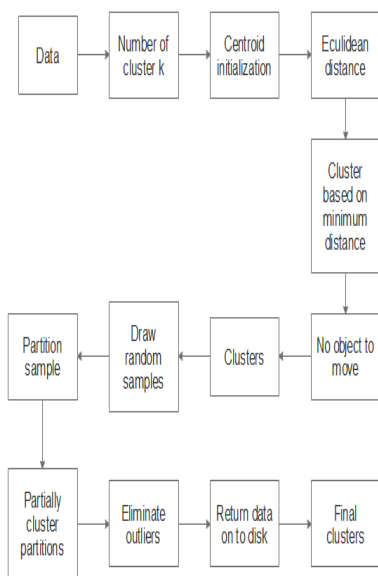 Data
Number of
cluster k
Centroid
initialization
Eculidean
distance
Cluster
based on
minimum
distance
No object to
move
Clusters
Draw
random
samples
Partition
sample
Partially
cluster
partitions
Eliminate
outliers
Return data
on to disk
Final
clusters